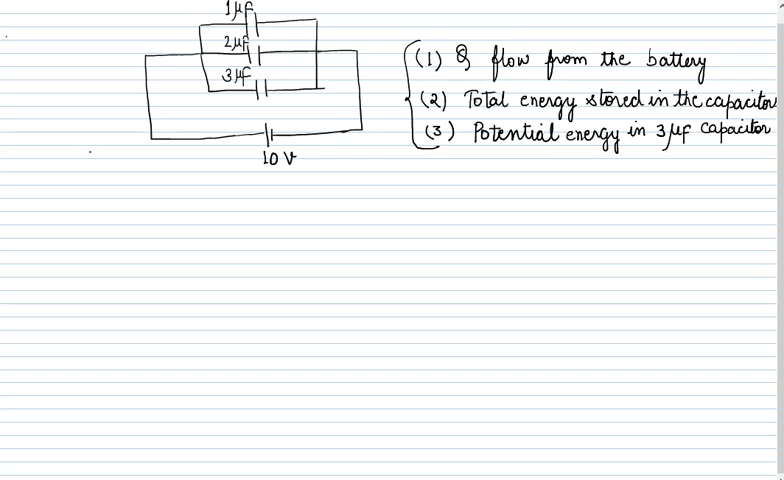 1μF
2μF
3μF
10 V
(1) Q flow from the battery
(2) Total energy stored in the capacitors
(3) Potential energy in 3μF capacitor